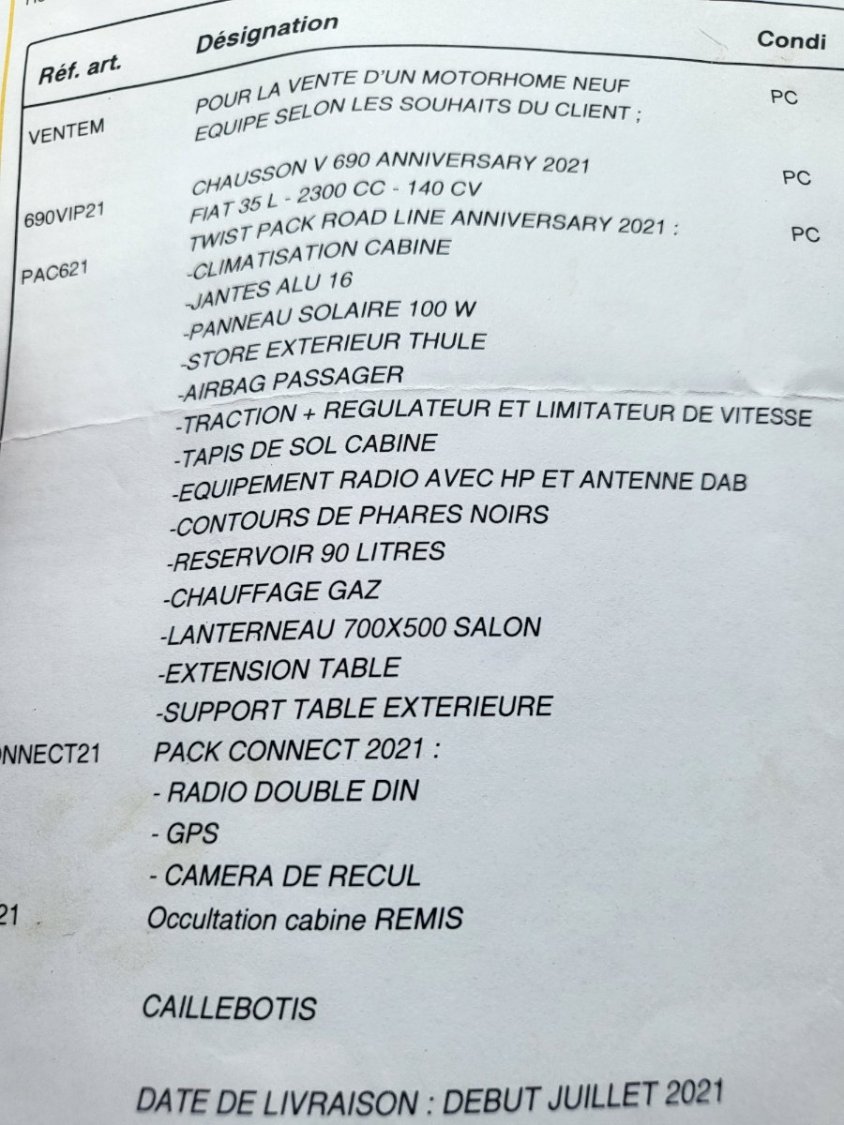 Réf. art. Désignation Condi
VENTEM POUR LA VENTE D'UN MOTORHOME NEUF PC
EQUIPE SELON LES SOUHAITS DU CLIENT ;
690VIP21 CHAUSSON V 690 ANNIVERSARY 2021 PC
FIAT 35 L - 2300 CC - 140 CV
PAC621 TWIST PACK ROAD LINE ANNIVERSARY 2021 : PC
-CLIMATISATION CABINE
-JANTES ALU 16
-PANNEAU SOLAIRE 100 W
-STORE EXTERIEUR THULE
-AIRBAG PASSAGER
-TRACTION + REGULATEUR ET LIMITATEUR DE VITESSE
-TAPIS DE SOL CABINE
-EQUIPEMENT RADIO AVEC HP ET ANTENNE DAB
-CONTOURS DE PHARES NOIRS
-RESERVOIR 90 LITRES
-CHAUFFAGE GAZ
-LANTERNEAU 700X500 SALON
-EXTENSION TABLE
-SUPPORT TABLE EXTERIEURE
NNECT21 PACK CONNECT 2021 :
- RADIO DOUBLE DIN
- GPS
- CAMERA DE RECUL
21 Occultation cabine REMIS
CAILLEBOTIS
DATE DE LIVRAISON : DEBUT JUILLET 2021